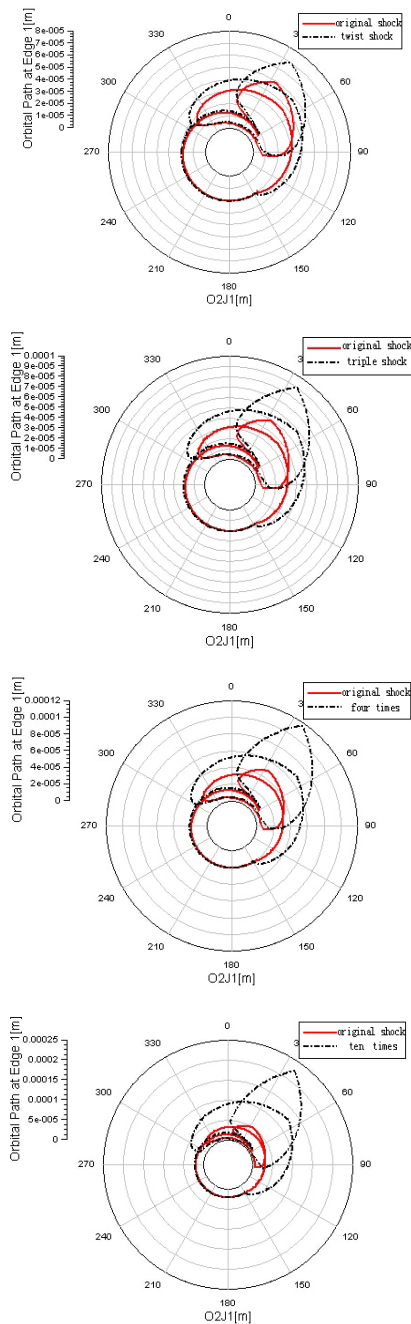 0
original shock
twist shock
330
60
300
8e-005
7e-005
6e-005
5e-005
4e-005
3e-005
2e-005
1e-005
0
Orbital Path at Edge 1[m]
270
90
240
120
210
150
180
O2J1[m]
0
original shock
triple shock
330
60
300
0.0001
9e-005
8e-005
7e-005
6e-005
5e-005
4e-005
3e-005
2e-005
1e-005
0
Orbital Path at Edge 1[m]
270
90
240
120
210
150
180
O2J1[m]
0
original shock
four times
330
3
60
300
0.00012
0.0001
8e-005
6e-005
4e-005
2e-005
0
Orbital Path at Edge 1[m]
270
90
240
120
210
150
180
O2J1[m]
0
original shock
ten times
330
60
300
0.00025
0.0002
0.00015
0.0001
5e-005
0
Orbital Path at Edge 1[m]
270
90
240
120
210
150
180
O2J1[m]